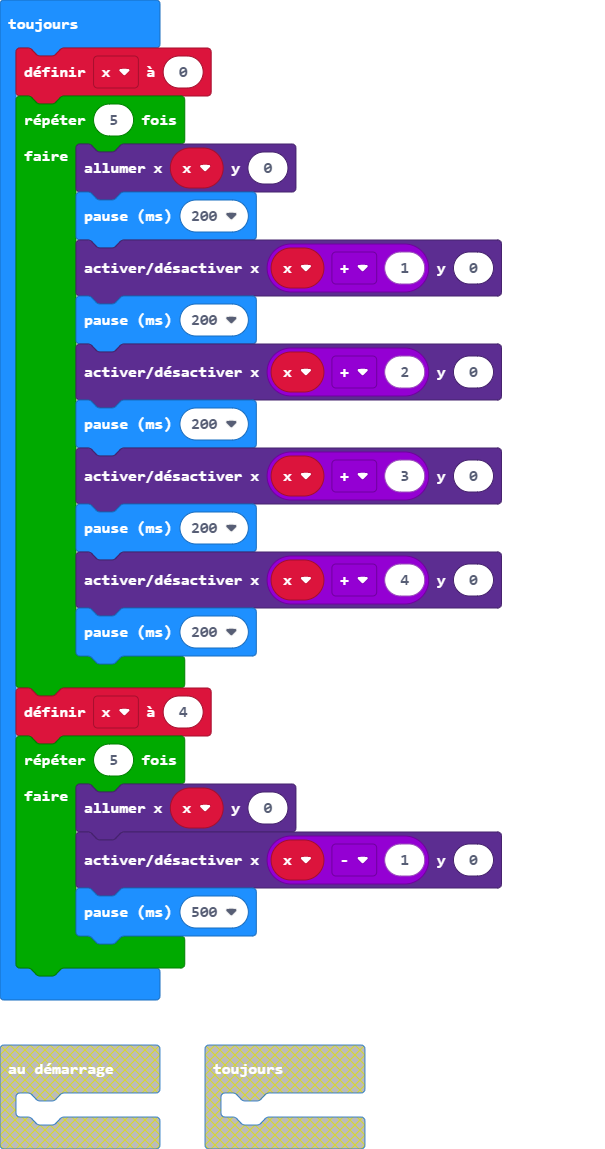 toujours
définir x à 0
répéter 5 fois
faire
allumer x x y 0
pause (ms) 200
activer/désactiver x x + 1 y 0
pause (ms) 200
activer/désactiver x x + 2 y 0
pause (ms) 200
activer/désactiver x x + 3 y 0
pause (ms) 200
activer/désactiver x x + 4 y 0
pause (ms) 200
définir x à 4
répéter 5 fois
faire
allumer x x y 0
activer/désactiver x x - 1 y 0
pause (ms) 500
au démarrage
toujours